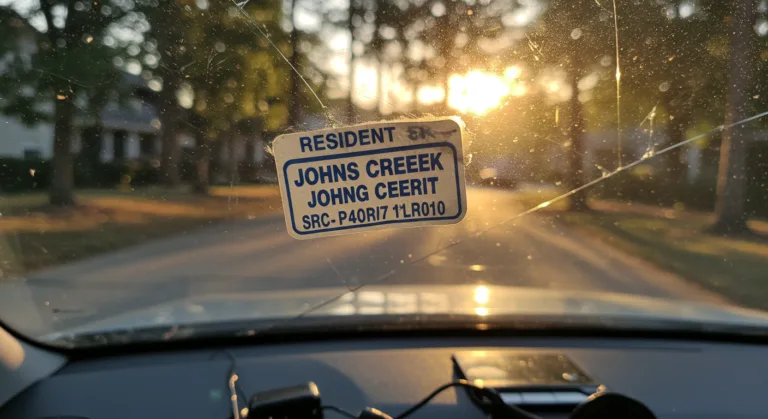 RESIDENT
JOHNS CREEEK
JOHNG CEERIT
SRC-P40RI7 1'LR010